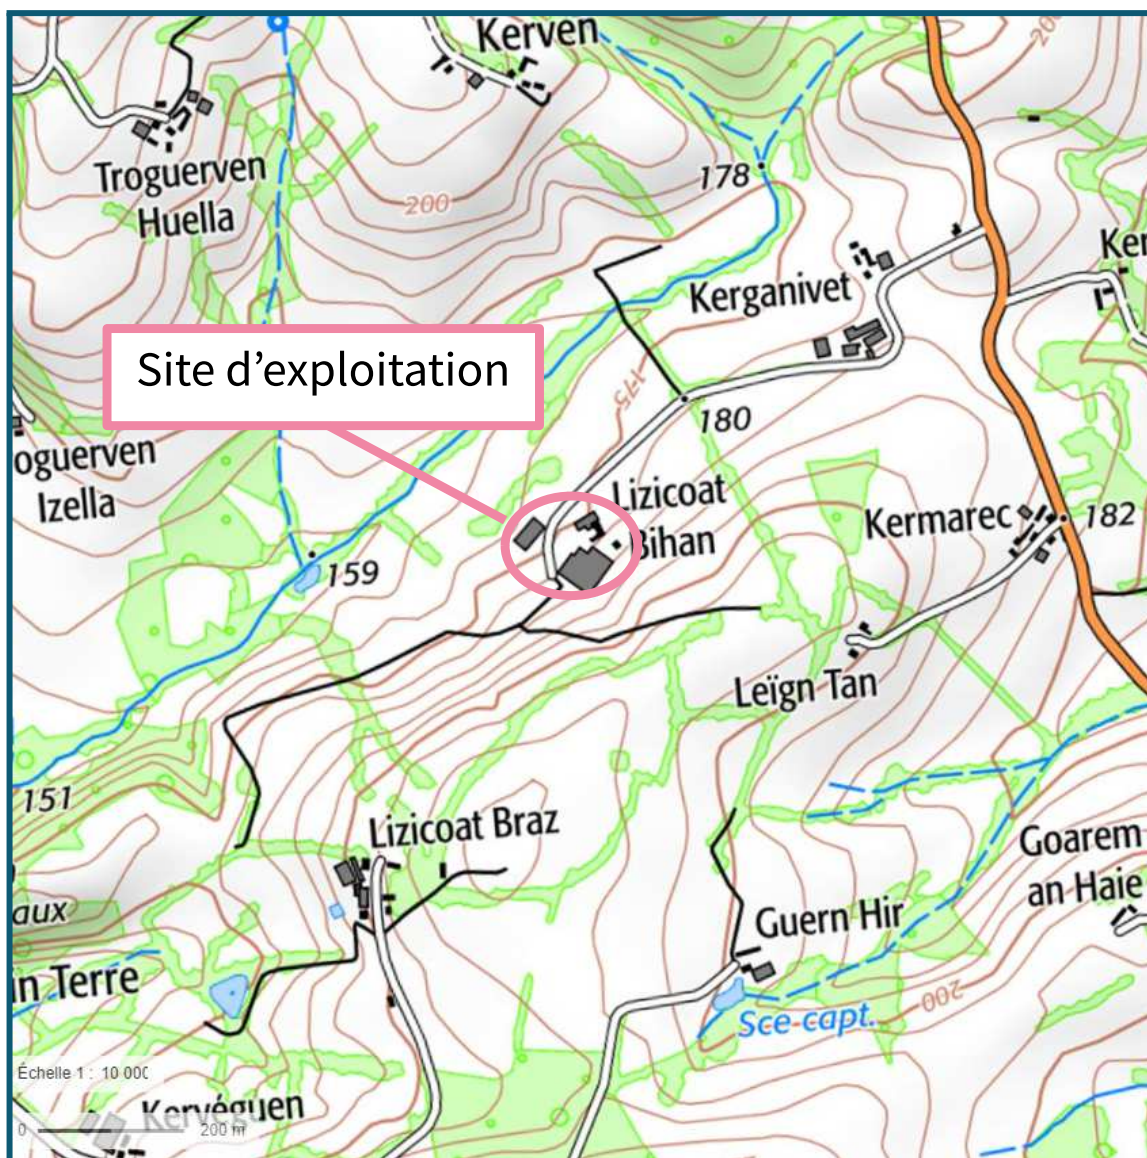 Kerven
200
Troguerven
Huella
178
200
Ker
Kerganivet
Site d'exploitation
175
180
oguerven
Izella
Lizicoat
Bihan
Kermarec
182
159
Leïgn Tan
151
Lizicoat Braz
Goarem
an Haie
aux
Guern Hir
in Terre
200
Sce capt.
Échelle 1 : 10 000
Kervéguen
0
200 m